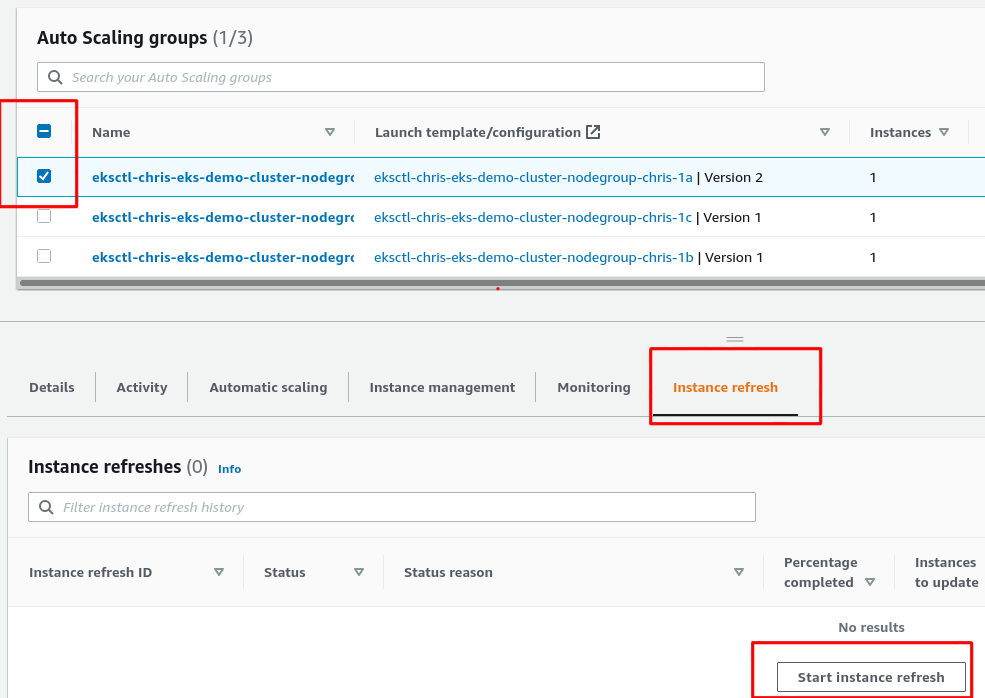 Auto Scaling groups (1/3)
Search your Auto Scaling groups
Name Launch template/configuration Instances
eksctl-chris-eks-demo-cluster-nodegr eksctl-chris-eks-demo-cluster-nodegroup-chris-1a | Version 2 1
eksctl-chris-eks-demo-cluster-nodegr eksctl-chris-eks-demo-cluster-nodegroup-chris-1c | Version 1 1
eksctl-chris-eks-demo-cluster-nodegr eksctl-chris-eks-demo-cluster-nodegroup-chris-1b | Version 1 1
Details Activity Automatic scaling Instance management Monitoring Instance refresh
Instance refreshes (0) Info
Filter instance refresh history
Instance refresh ID Status Status reason Percentage completed Instances to update
No results
Start instance refresh